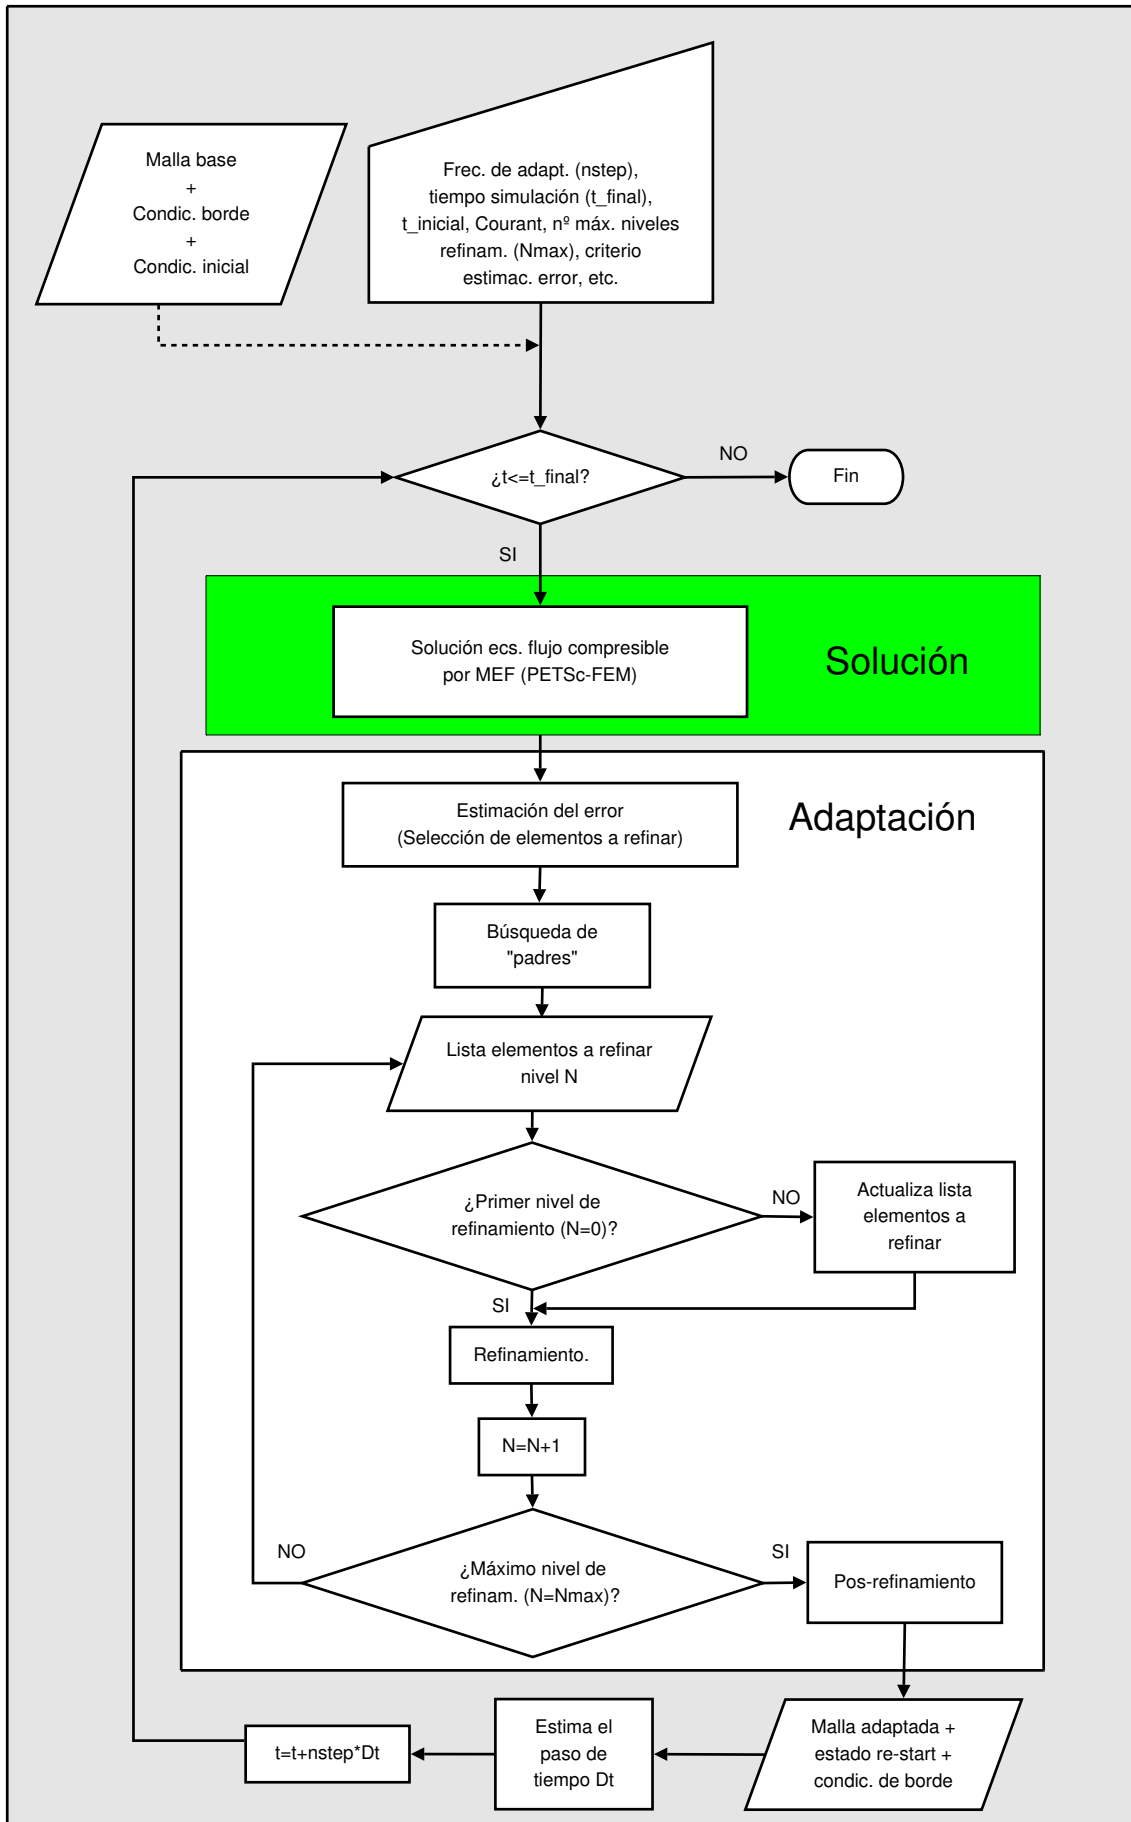 Malla base
+
Condic. borde
+
Condic. inicial
Frec. de adapt. (nstep),
tiempo simulación (t_final),
t_inicial, Courant, nº máx. niveles
refinam. (Nmax), criterio
estimac. error, etc.
¿t<=t_final?
NO
Fin
SI
Solución ecs. flujo compresible
por MEF (PETSc-FEM)
Solución
Adaptación
Estimación del error
(Selección de elementos a refinar)
Búsqueda de
"padres"
Lista elementos a refinar
nivel N
¿Primer nivel de
refinamiento (N=0)?
NO
Actualiza lista
elementos a
refinar
SI
Refinamiento.
N=N+1
¿Máximo nivel de
refinam. (N=Nmax)?
NO
SI
Pos-refinamiento
Malla adaptada +
estado re-start +
condic. de borde
Estima el
paso de
tiempo Dt
t=t+nstep*Dt